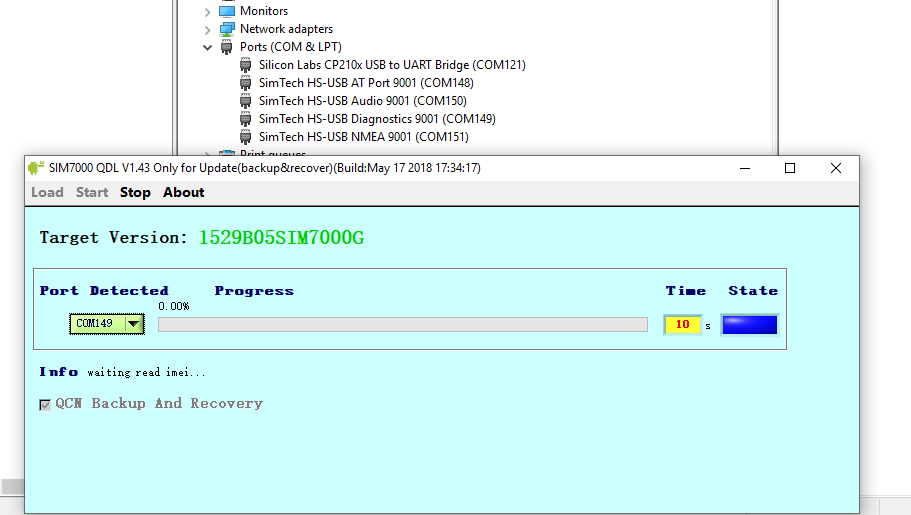 Monitors
Network adapters
Ports (COM & LPT)
Silicon Labs CP210x USB to UART Bridge (COM121)
SimTech HS-USB AT Port 9001 (COM148)
SimTech HS-USB Audio 9001 (COM150)
SimTech HS-USB Diagnostics 9001 (COM149)
SimTech HS-USB NMEA 9001 (COM151)
Print queues
SIM7000 QDL V1.43 Only for Update(backup&recover)(Build:May 17 2018 17:34:17)
Load Start Stop About
Target Version: 1529B05SIM7000G
Port Detected Progress Time State
0.00%
COM149 10 s
Info waiting read imei...
QCN Backup And Recovery